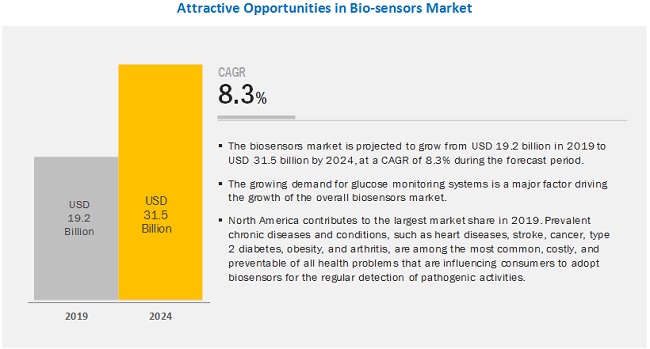 Attractive Opportunities in Bio-sensors Market
CAGR
8.3%
USD
19.2
Billion
USD
31.5
Billion
2019
2024
▪ The biosensors market is projected to grow from USD 19.2 billion in 2019 to
USD 31.5 billion by 2024, at a CAGR of 8.3% during the forecast period.
▪ The growing demand for glucose monitoring systems is a major factor driving
the growth of the overall biosensors market.
▪ North America contributes to the largest market share in 2019. Prevalent
chronic diseases and conditions, such as heart diseases, stroke, cancer, type
2 diabetes, obesity, and arthritis, are among the most common, costly, and
preventable of all health problems that are influencing consumers to adopt
biosensors for the regular detection of pathogenic activities.